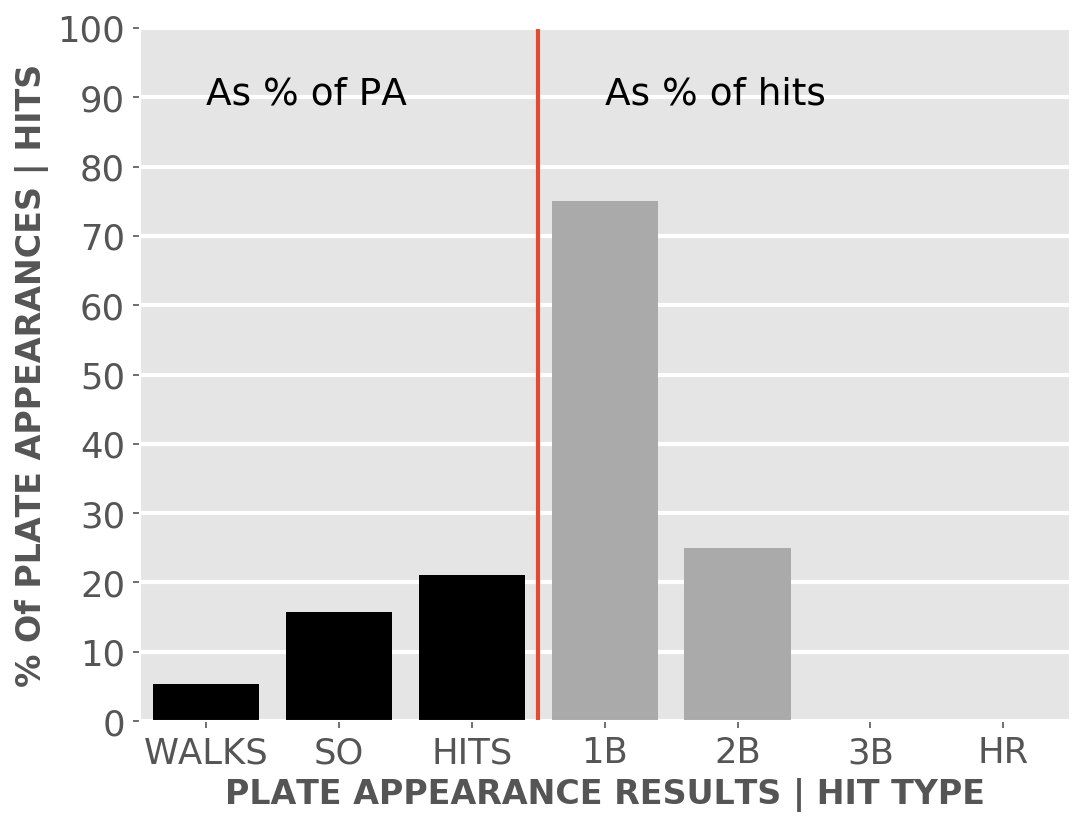 As % of PA
As % of hits
% Of PLATE APPEARANCES | HITS
100
90
80
70
60
50
40
30
20
10
0
WALKS SO HITS 1B 2B 3B HR
PLATE APPEARANCE RESULTS | HIT TYPE